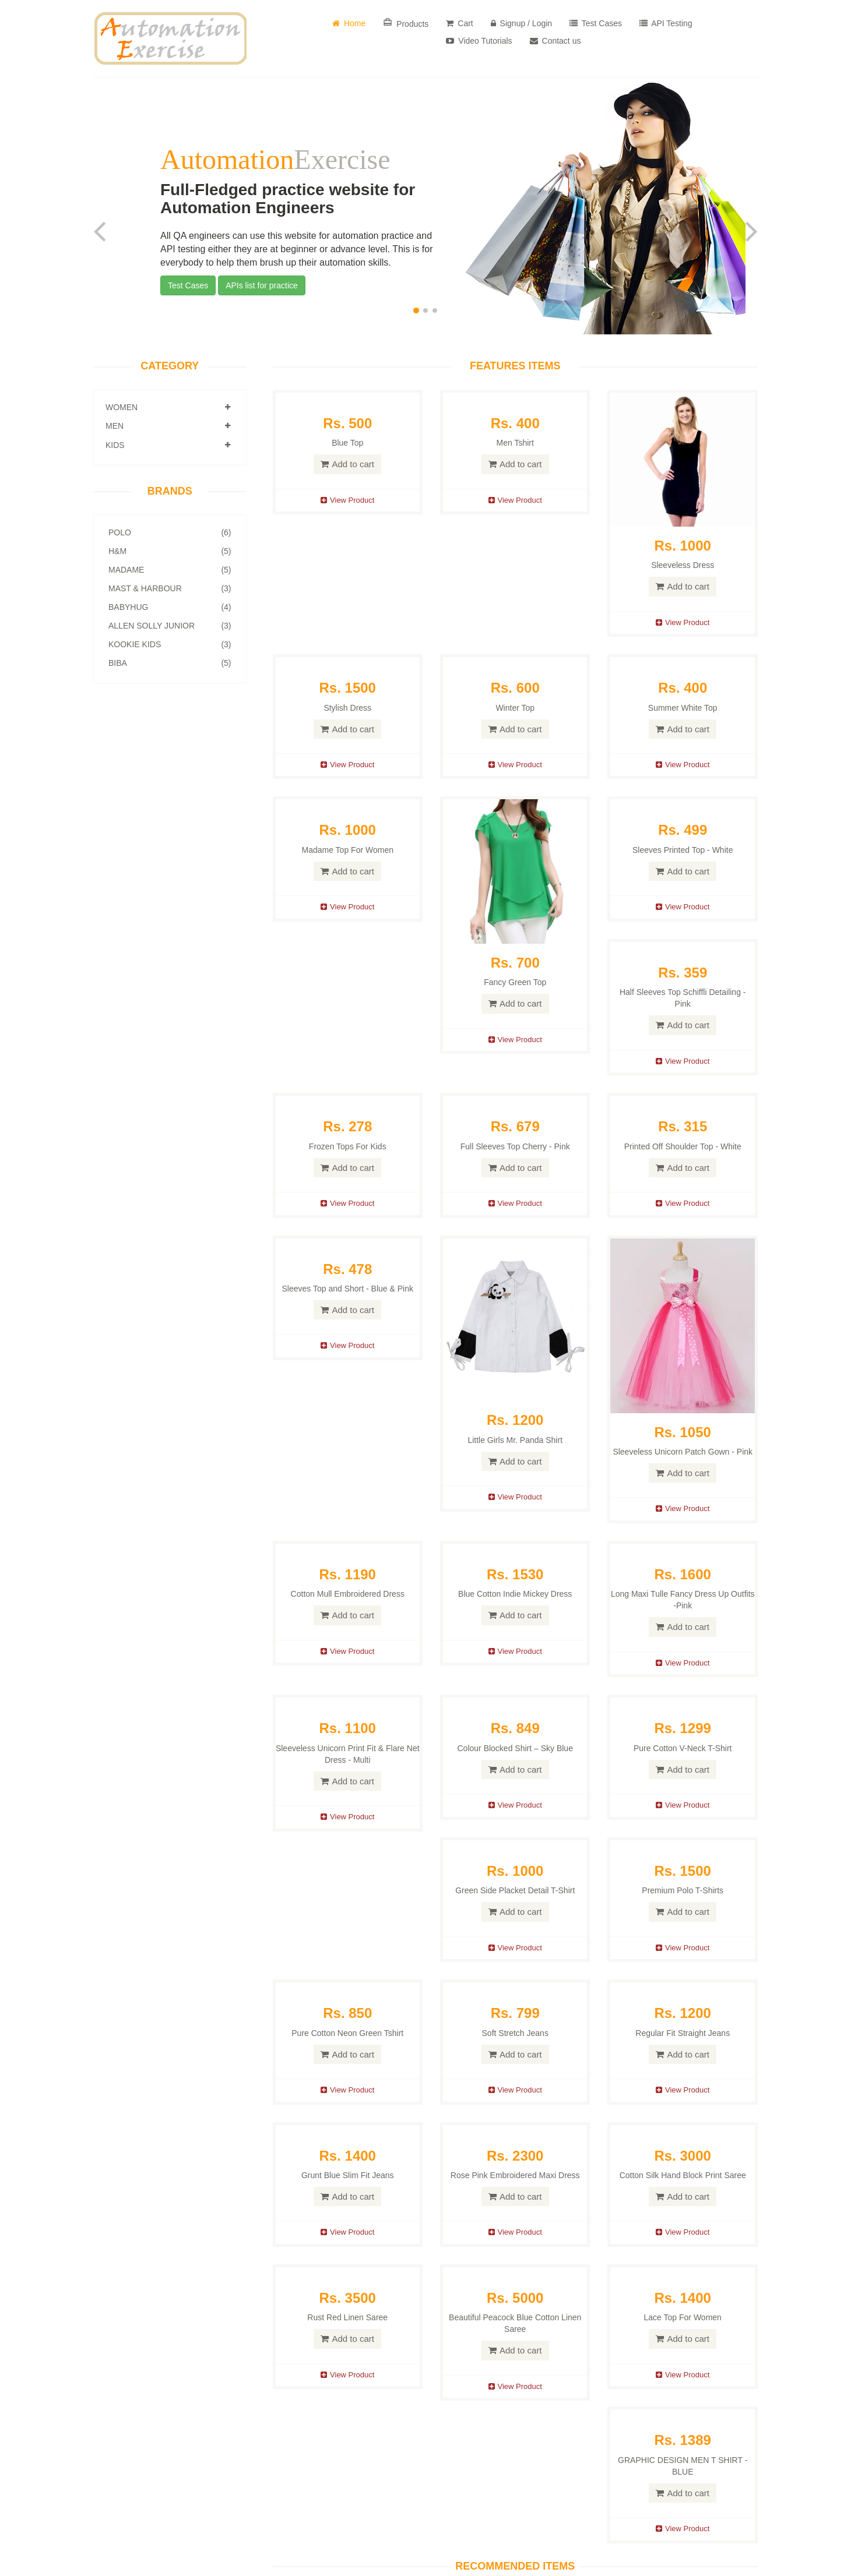 Automation
Exercise
Home
Products
Cart
Signup / Login
Test Cases
API Testing
Video Tutorials
Contact us
AutomationExercise
Full-Fledged practice website for
Automation Engineers
All QA engineers can use this website for automation practice and
API testing either they are at beginner or advance level. This is for
everybody to help them brush up their automation skills.
Test Cases
APIs list for practice
CATEGORY
WOMEN
MEN
KIDS
BRANDS
POLO (6)
H&M (5)
MADAME (5)
MAST & HARBOUR (3)
BABYHUG (4)
ALLEN SOLLY JUNIOR (3)
KOOKIE KIDS (3)
BIBA (5)
FEATURES ITEMS
Rs. 500
Blue Top
Add to cart
View Product
Rs. 400
Men Tshirt
Add to cart
View Product
Rs. 1000
Sleeveless Dress
Add to cart
View Product
Rs. 1500
Stylish Dress
Add to cart
View Product
Rs. 600
Winter Top
Add to cart
View Product
Rs. 400
Summer White Top
Add to cart
View Product
Rs. 1000
Madame Top For Women
Add to cart
View Product
Rs. 700
Fancy Green Top
Add to cart
View Product
Rs. 499
Sleeves Printed Top - White
Add to cart
View Product
Rs. 359
Half Sleeves Top Schiffli Detailing -
Pink
Add to cart
View Product
Rs. 278
Frozen Tops For Kids
Add to cart
View Product
Rs. 679
Full Sleeves Top Cherry - Pink
Add to cart
View Product
Rs. 315
Printed Off Shoulder Top - White
Add to cart
View Product
Rs. 478
Sleeves Top and Short - Blue & Pink
Add to cart
View Product
Rs. 1200
Little Girls Mr. Panda Shirt
Add to cart
View Product
Rs. 1050
Sleeveless Unicorn Patch Gown - Pink
Add to cart
View Product
Rs. 1190
Cotton Mull Embroidered Dress
Add to cart
View Product
Rs. 1530
Blue Cotton Indie Mickey Dress
Add to cart
View Product
Rs. 1600
Long Maxi Tulle Fancy Dress Up Outfits
-Pink
Add to cart
View Product
Rs. 1100
Sleeveless Unicorn Print Fit & Flare Net
Dress - Multi
Add to cart
View Product
Rs. 849
Colour Blocked Shirt – Sky Blue
Add to cart
View Product
Rs. 1299
Pure Cotton V-Neck T-Shirt
Add to cart
View Product
Rs. 1000
Green Side Placket Detail T-Shirt
Add to cart
View Product
Rs. 1500
Premium Polo T-Shirts
Add to cart
View Product
Rs. 850
Pure Cotton Neon Green Tshirt
Add to cart
View Product
Rs. 799
Soft Stretch Jeans
Add to cart
View Product
Rs. 1200
Regular Fit Straight Jeans
Add to cart
View Product
Rs. 1400
Grunt Blue Slim Fit Jeans
Add to cart
View Product
Rs. 2300
Rose Pink Embroidered Maxi Dress
Add to cart
View Product
Rs. 3000
Cotton Silk Hand Block Print Saree
Add to cart
View Product
Rs. 3500
Rust Red Linen Saree
Add to cart
View Product
Rs. 5000
Beautiful Peacock Blue Cotton Linen
Saree
Add to cart
View Product
Rs. 1400
Lace Top For Women
Add to cart
View Product
Rs. 1389
GRAPHIC DESIGN MEN T SHIRT -
BLUE
Add to cart
View Product
RECOMMENDED ITEMS